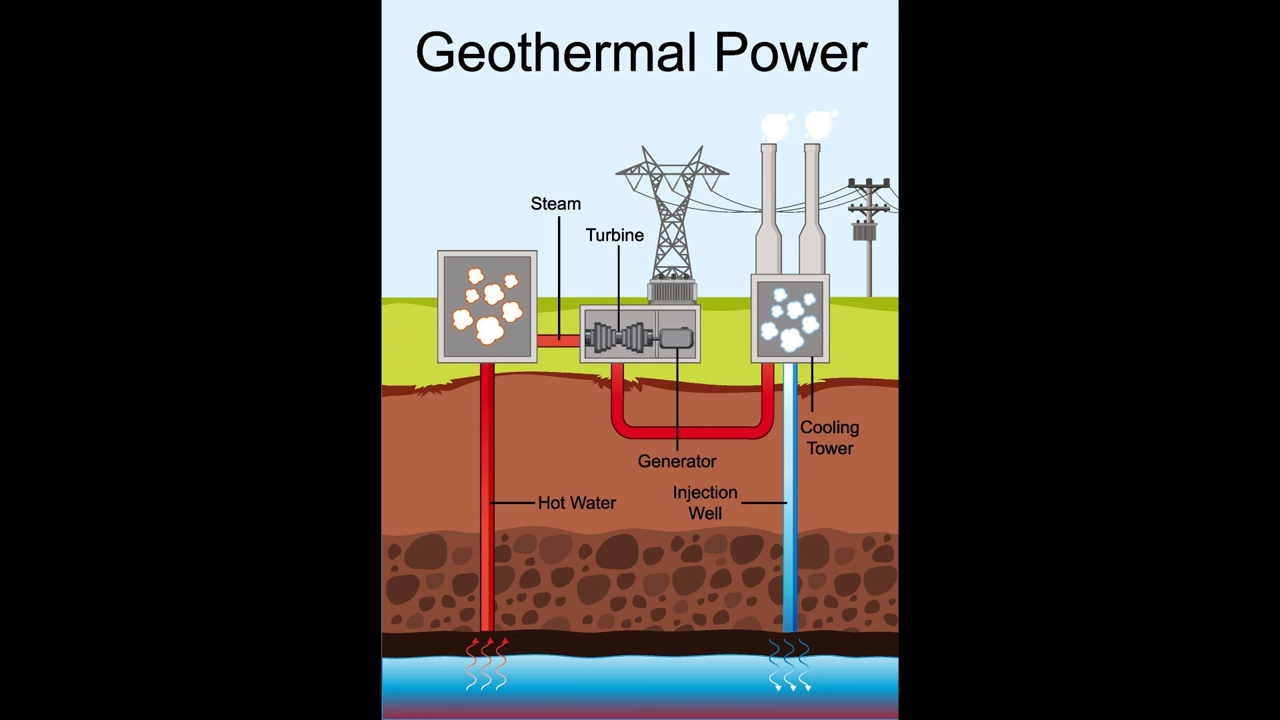 Geothermal Power
Steam
Turbine
Cooling
Tower
Generator
Injection
Well
Hot Water